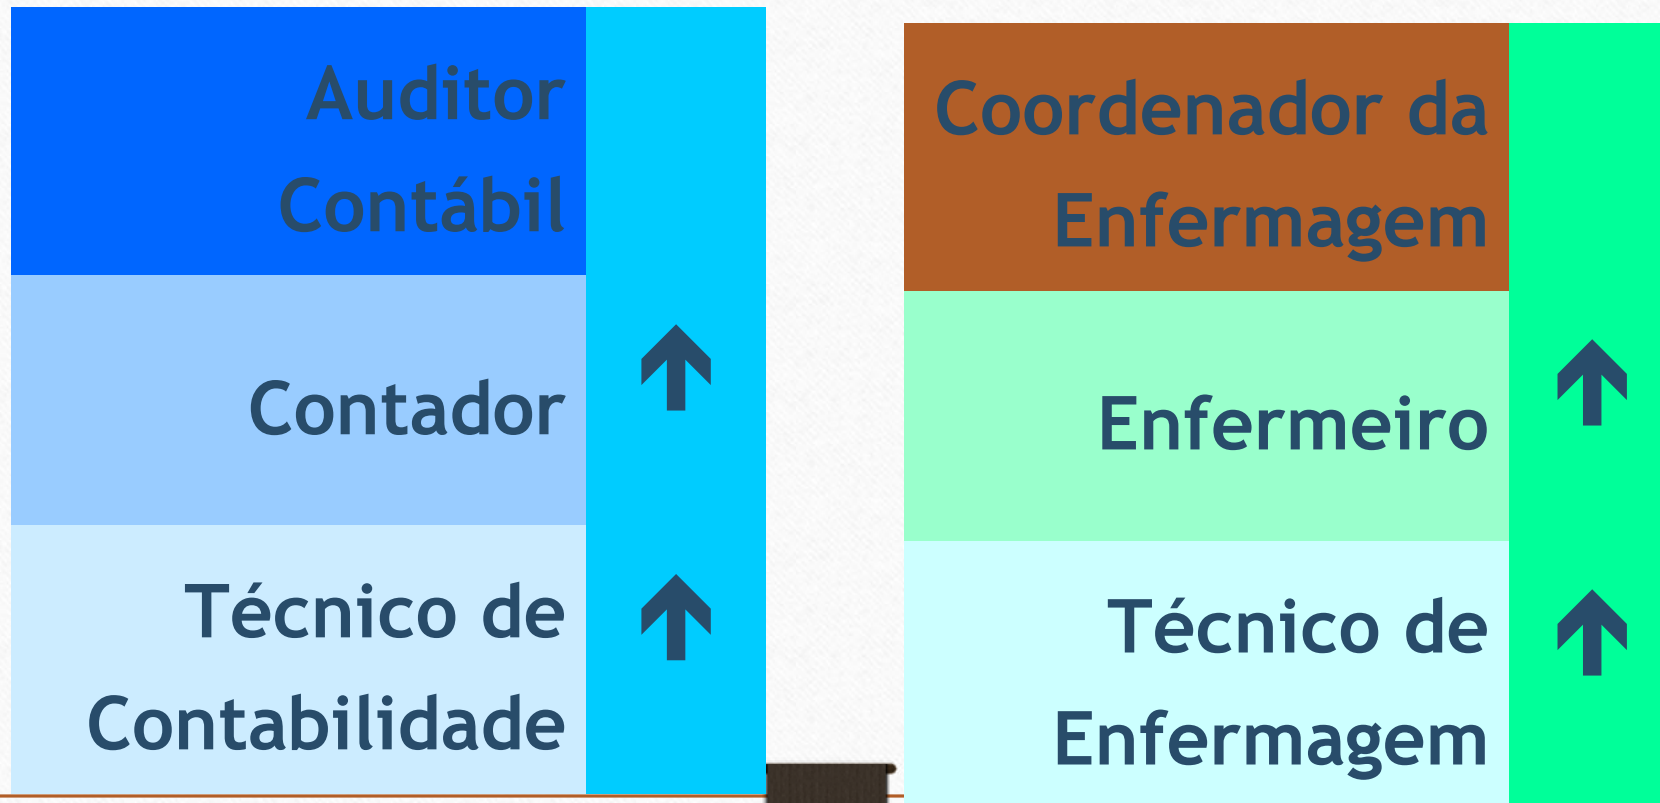 Auditor
Contábil
Contador
Técnico de
Contabilidade
Coordenador da
Enfermagem
Enfermeiro
Técnico de
Enfermagem